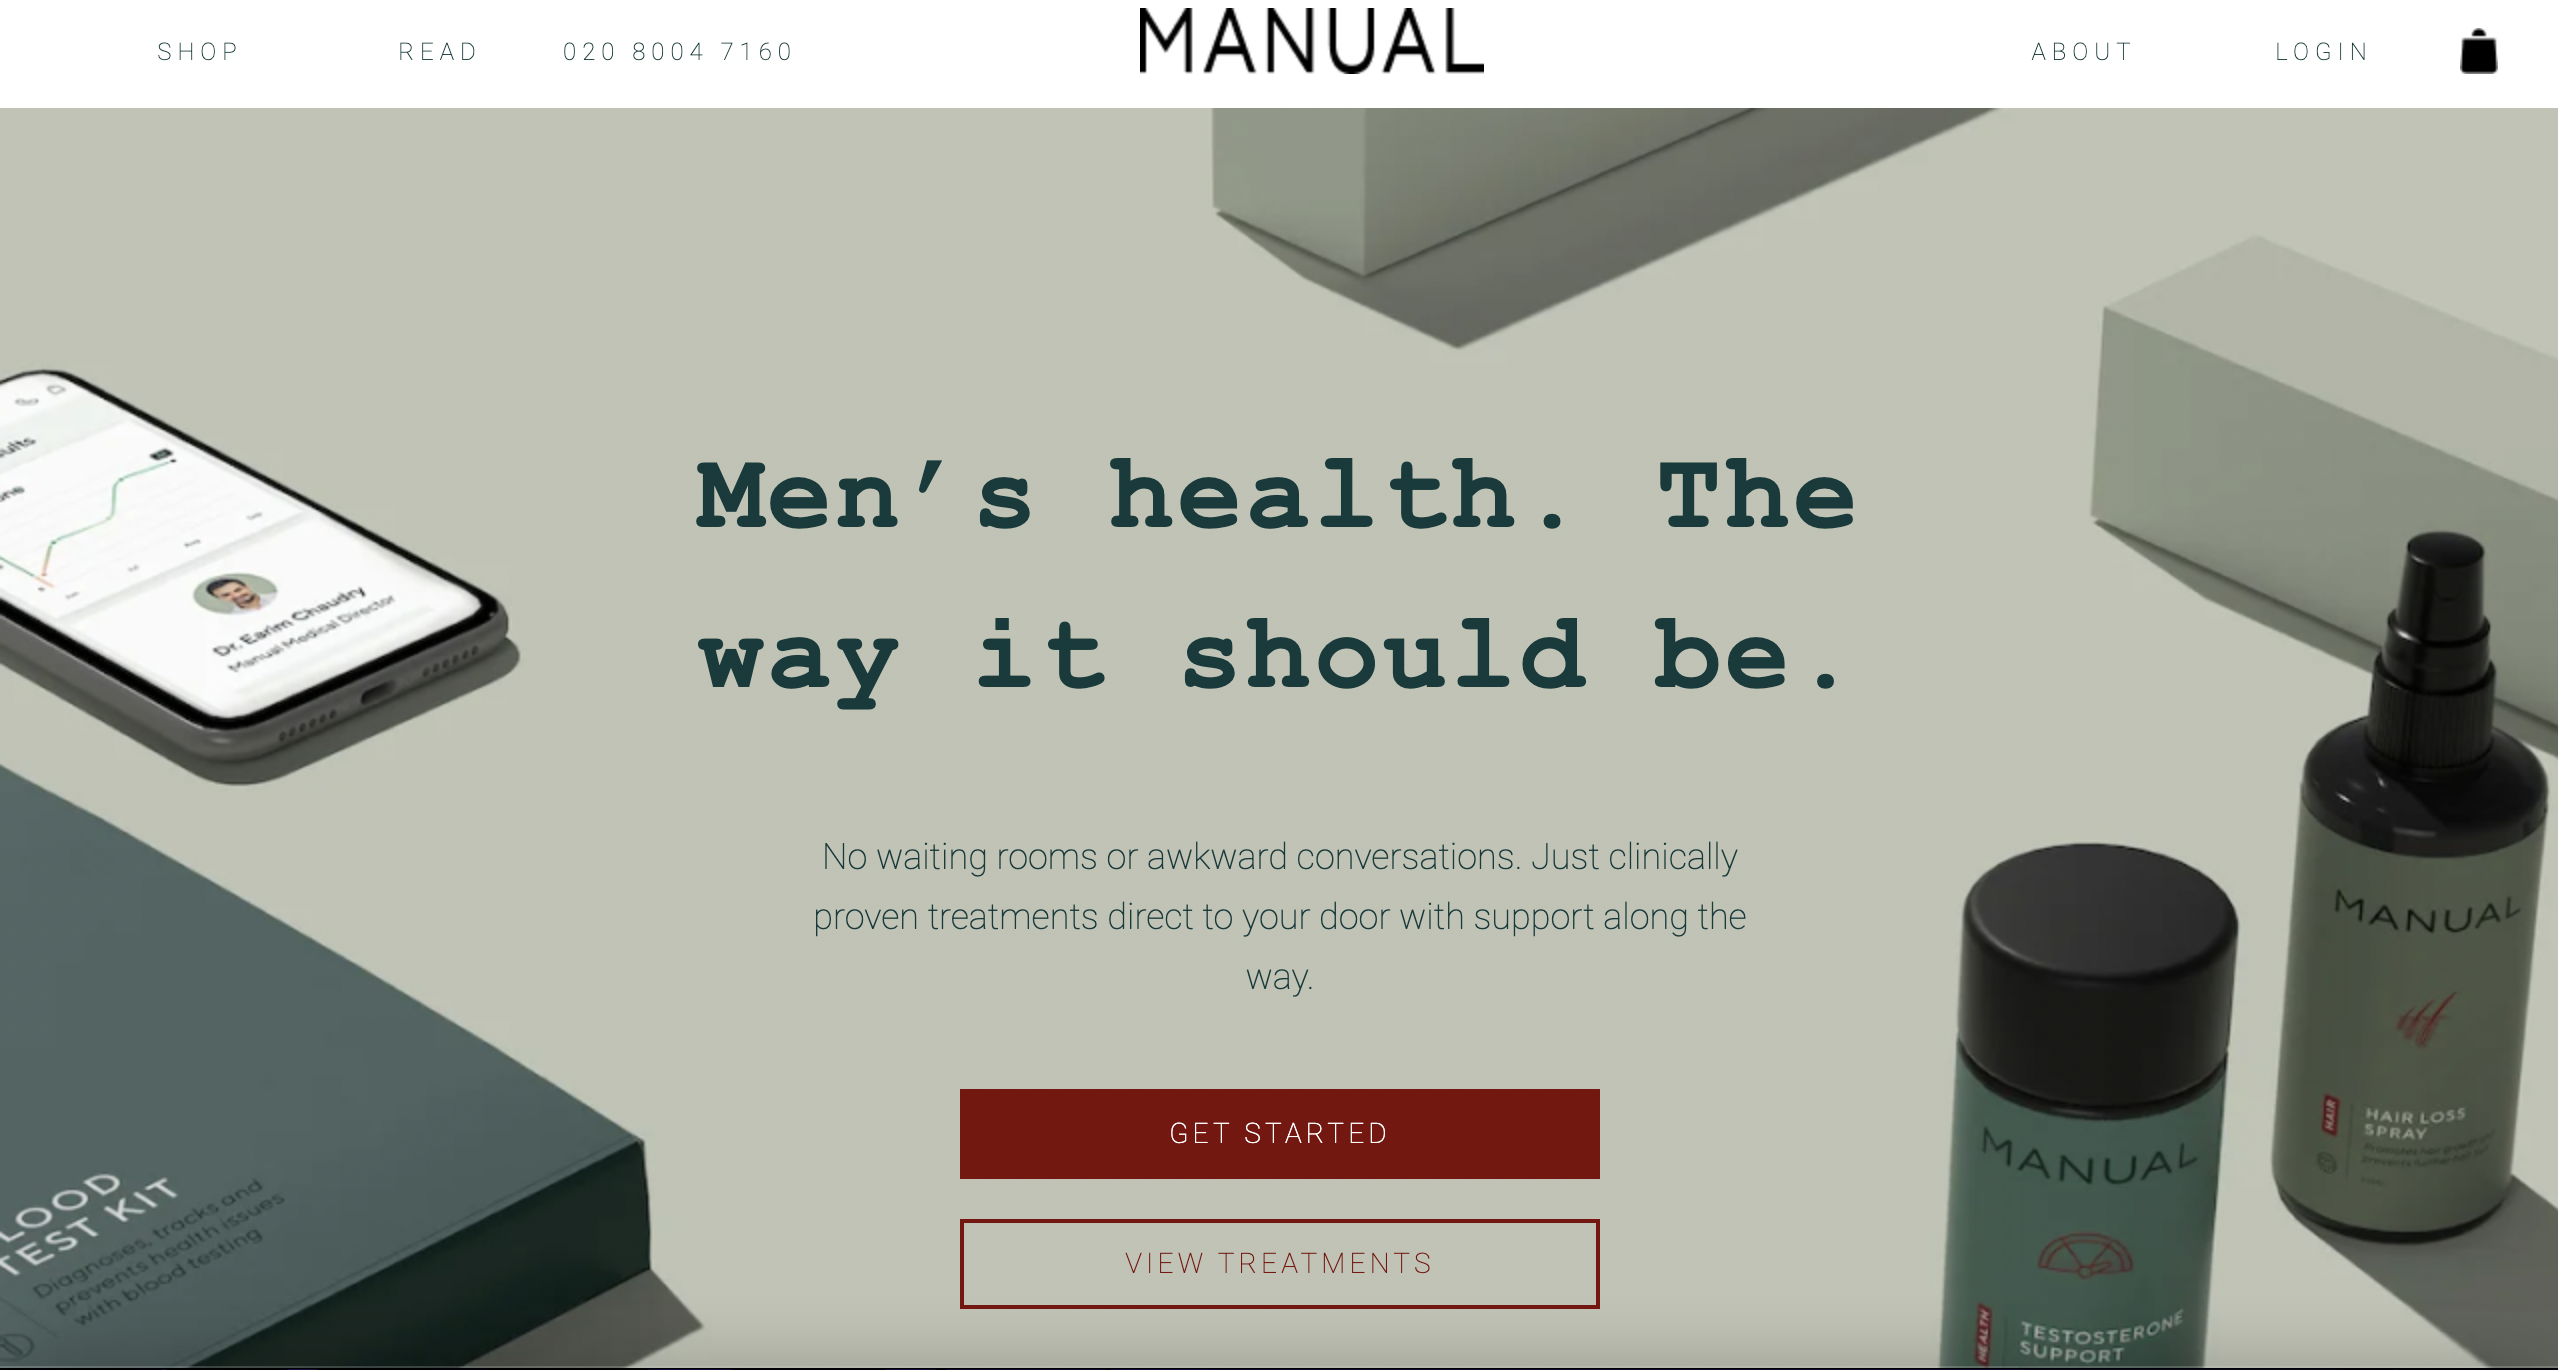 SHOP
READ
020 8004 7160
MANUAL
ABOUT
LOGIN
Men’s health. The
way it should be.
No waiting rooms or awkward conversations. Just clinically
proven treatments direct to your door with support along the
way.
GET STARTED
VIEW TREATMENTS
Dr. Earim Chaudry
Manual Medical Director
LOOD
TEST KIT
Diagnoses, tracks and
prevents health issues
with blood testing
MANUAL
HAIR
HAIR LOSS
SPRAY
MANUAL
HEALTH
TESTOSTERONE
SUPPORT